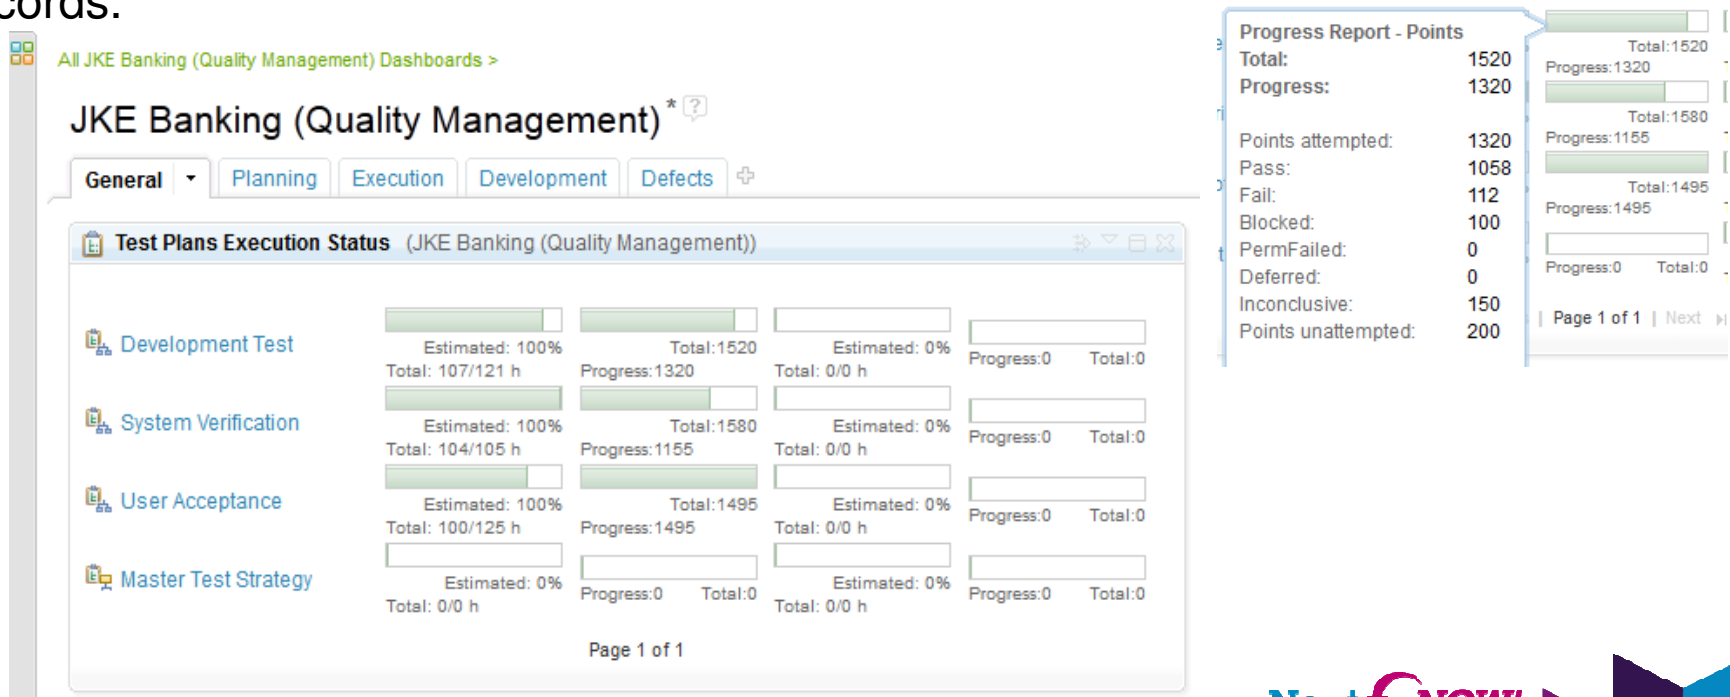 cords.
All JKE Banking (Quality Management) Dashboards >
JKE Banking (Quality Management) * ?
General Planning Execution Development Defects
Test Plans Execution Status (JKE Banking (Quality Management))
Development Test
Estimated: 100%
Total: 107/121 h
Total:1520
Progress:1320
Estimated: 0%
Total: 0/0 h
Progress:0 Total:0
System Verification
Estimated: 100%
Total: 104/105 h
Total:1580
Progress:1155
Estimated: 0%
Total: 0/0 h
Progress:0 Total:0
User Acceptance
Estimated: 100%
Total: 100/125 h
Total:1495
Progress:1495
Estimated: 0%
Total: 0/0 h
Progress:0 Total:0
Master Test Strategy
Estimated: 0%
Total: 0/0 h
Progress:0 Total:0
Estimated: 0%
Total: 0/0 h
Progress:0 Total:0
Page 1 of 1
Progress Report - Points
Total: 1520
Progress: 1320
Points attempted: 1320
Pass: 1058
Fail: 112
Blocked: 100
PermFailed: 0
Deferred: 0
Inconclusive: 150
Points unattempted: 200
Total:1520
Progress:1320
Total:1580
Progress:1155
Total:1495
Progress:1495
Progress:0 Total:0
| Page 1 of 1 | Next